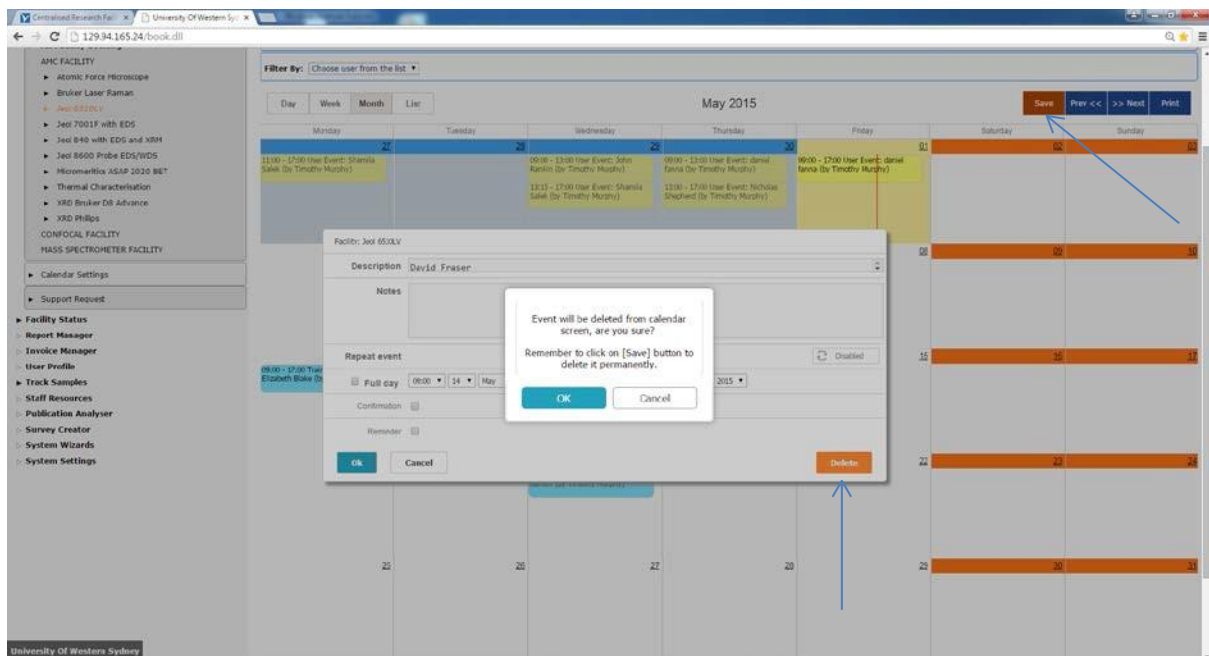 Centralised Research Faci
University Of Western Sy
129.94.165.24/book.dll
AMC FACILITY
Atomic Force Microscope
Bruker Laser Raman
Jeol 6510LV
Jeol 7001F with EDS
Jeol 840 with EDS and XRM
Jeol 8600 Probe EDS/WDS
Micromeritics ASAP 2020 BET
Thermal Characterisation
XRD Bruker D8 Advance
XRD Philips
CONFOCAL FACILITY
MASS SPECTROMETER FACILITY
Calendar Settings
Support Request
Facility Status
Report Manager
Invoice Manager
User Profile
Track Samples
Staff Resources
Publication Analyser
Survey Creator
System Wizards
System Settings
University Of Western Sydney
Filter By: Choose user from the list
Day Week Month List
May 2015
Save Prev << >> Next Print
Monday Tuesday Wednesday Thursday Friday Saturday Sunday
27 28 29 30 01 02 03
11:00 - 17:00 User Event: Shamila
Salek (by Timothy Murphy)
09:00 - 13:00 User Event: John
Rankin (by Timothy Murphy)
13:15 - 17:00 User Event: Shamila
Salek (by Timothy Murphy)
09:00 - 13:00 User Event: daniel
fanna (by Timothy Murphy)
13:00 - 17:00 User Event: Nicholas
Shepherd (by Timothy Murphy)
09:00 - 17:00 User Event: daniel
fanna (by Timothy Murphy)
08 09 10
Facility: Jeol 6510LV
Description David Fraser
Notes
Repeat event
Disabled
Full day 09:00 14 May
2015
Confirmation
Reminder
Ok Cancel
Delete
Event will be deleted from calendar
screen, are you sure?
Remember to click on [Save] button to
delete it permanently.
OK Cancel
15 16 17
09:00 - 17:00 Train
Elizabeth Blake (b
22 23 24
25 26 27 28 29 30 31